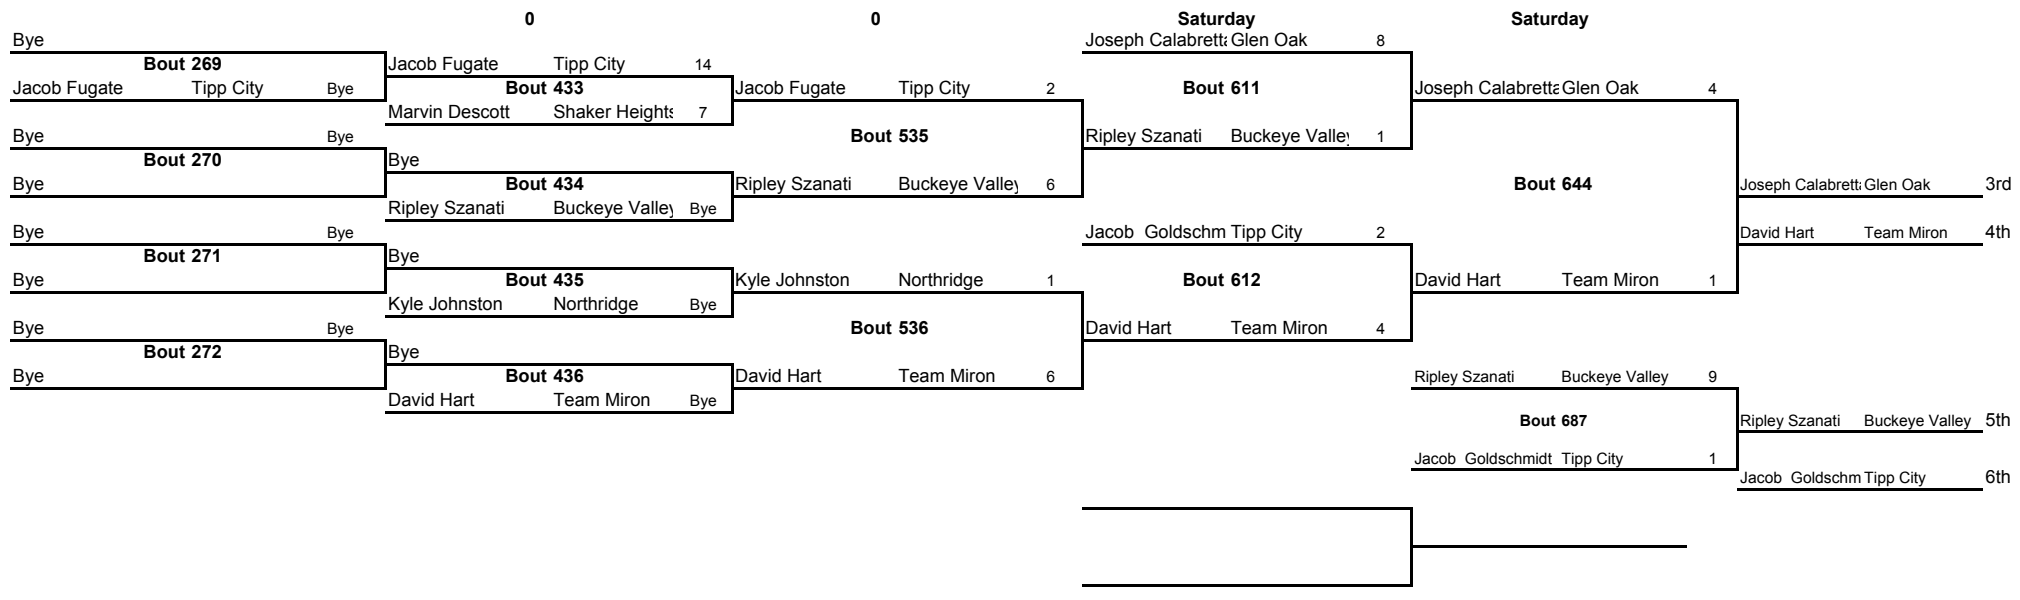 0 0 Saturday Saturday
Bye Joseph Calabretta Glen Oak 8
Bout 269 Jacob Fugate Tipp City 14
Jacob Fugate Tipp City Bye Bout 433 Jacob Fugate Tipp City 2 Bout 611 Joseph Calabretta Glen Oak 4
Marvin Descott Shaker Heights 7
Bye Bye Bout 535 Ripley Szanati Buckeye Valley 1
Bout 270 Bye
Bye Bout 434 Ripley Szanati Buckeye Valley 6 Bout 644 Joseph Calabretta Glen Oak 3rd
Ripley Szanati Buckeye Valley Bye
Bye Bye Jacob Goldschm Tipp City 2 David Hart Team Miron 4th
Bout 271 Bye
Bye Bout 435 Kyle Johnston Northridge 1 Bout 612 David Hart Team Miron 1
Kyle Johnston Northridge Bye
Bye Bye Bout 536 David Hart Team Miron 4
Bout 272 Bye
Bye Bout 436 David Hart Team Miron 6 Ripley Szanati Buckeye Valley 9
David Hart Team Miron Bye
Bout 687 Ripley Szanati Buckeye Valley 5th
Jacob Goldschmidt Tipp City 1
Jacob Goldschm Tipp City 6th